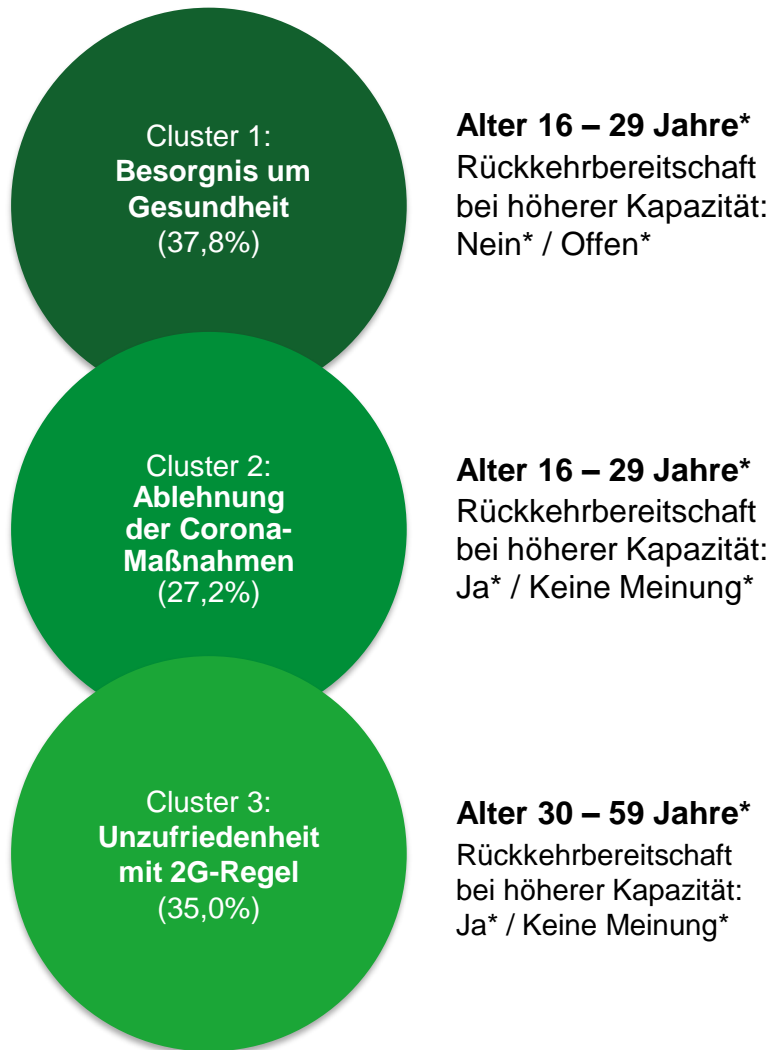 Cluster 1:
Besorgnis um
Gesundheit
(37,8%)
Alter 16 – 29 Jahre*
Rückkehrbereitschaft
bei höherer Kapazität:
Nein* / Offen*
Cluster 2:
Ablehnung
der Corona-
Maßnahmen
(27,2%)
Alter 16 – 29 Jahre*
Rückkehrbereitschaft
bei höherer Kapazität:
Ja* / Keine Meinung*
Cluster 3:
Unzufriedenheit
mit 2G-Regel
(35,0%)
Alter 30 – 59 Jahre*
Rückkehrbereitschaft
bei höherer Kapazität:
Ja* / Keine Meinung*